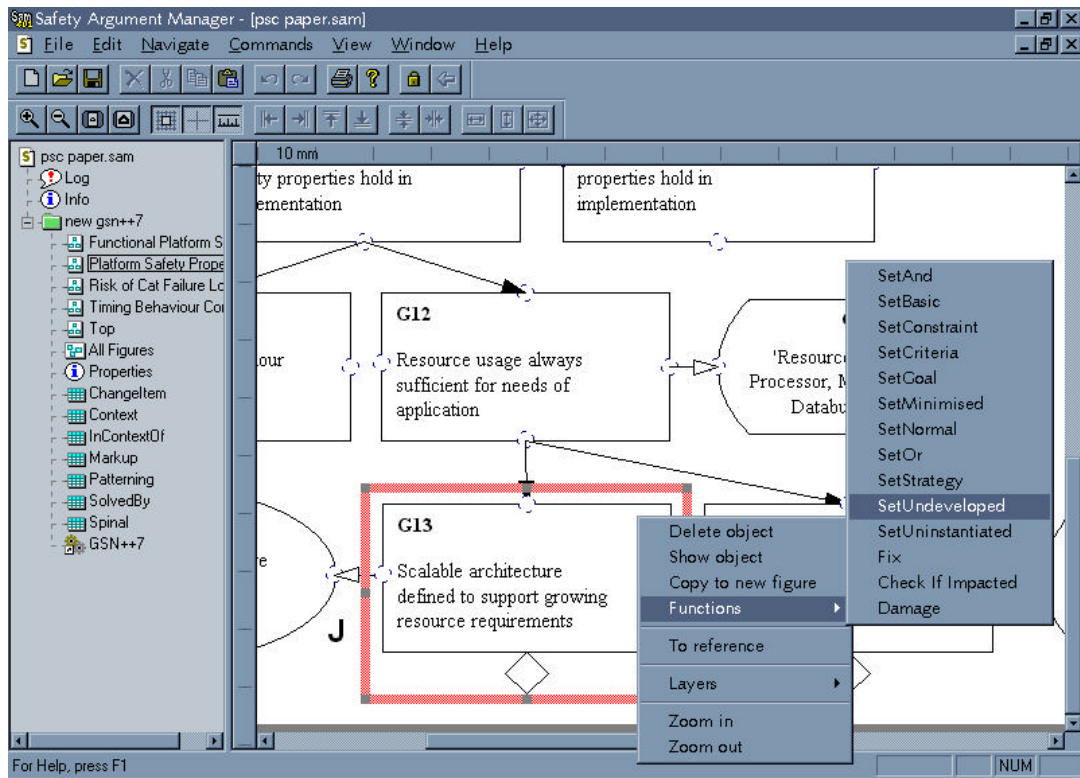 Safety Argument Manager - [psc paper.sam]
File Edit Navigate Commands View Window Help
psc paper.sam
Log
Info
new gsn++7
Functional Platform S
Platform Safety Prope
Risk of Cat Failure Lo
Timing Behaviour Co
Top
All Figures
Properties
ChangeItem
Context
InContextOf
Markup
Patterning
SolvedBy
Spinal
GSN++7
10 mm
ty properties hold in
ementation
properties hold in
implementation
our
G12
Resource usage always
sufficient for needs of
application
'Resource
Processor, M
Databu
G13
Scalable architecture
defined to support growing
resource requirements
J
Delete object
Show object
Copy to new figure
Functions
To reference
Layers
Zoom in
Zoom out
SetAnd
SetBasic
SetConstraint
SetCriteria
SetGoal
SetMinimised
SetNormal
SetOr
SetStrategy
SetUndeveloped
SetUninstantiated
Fix
Check If Impacted
Damage
For Help, press F1
NUM